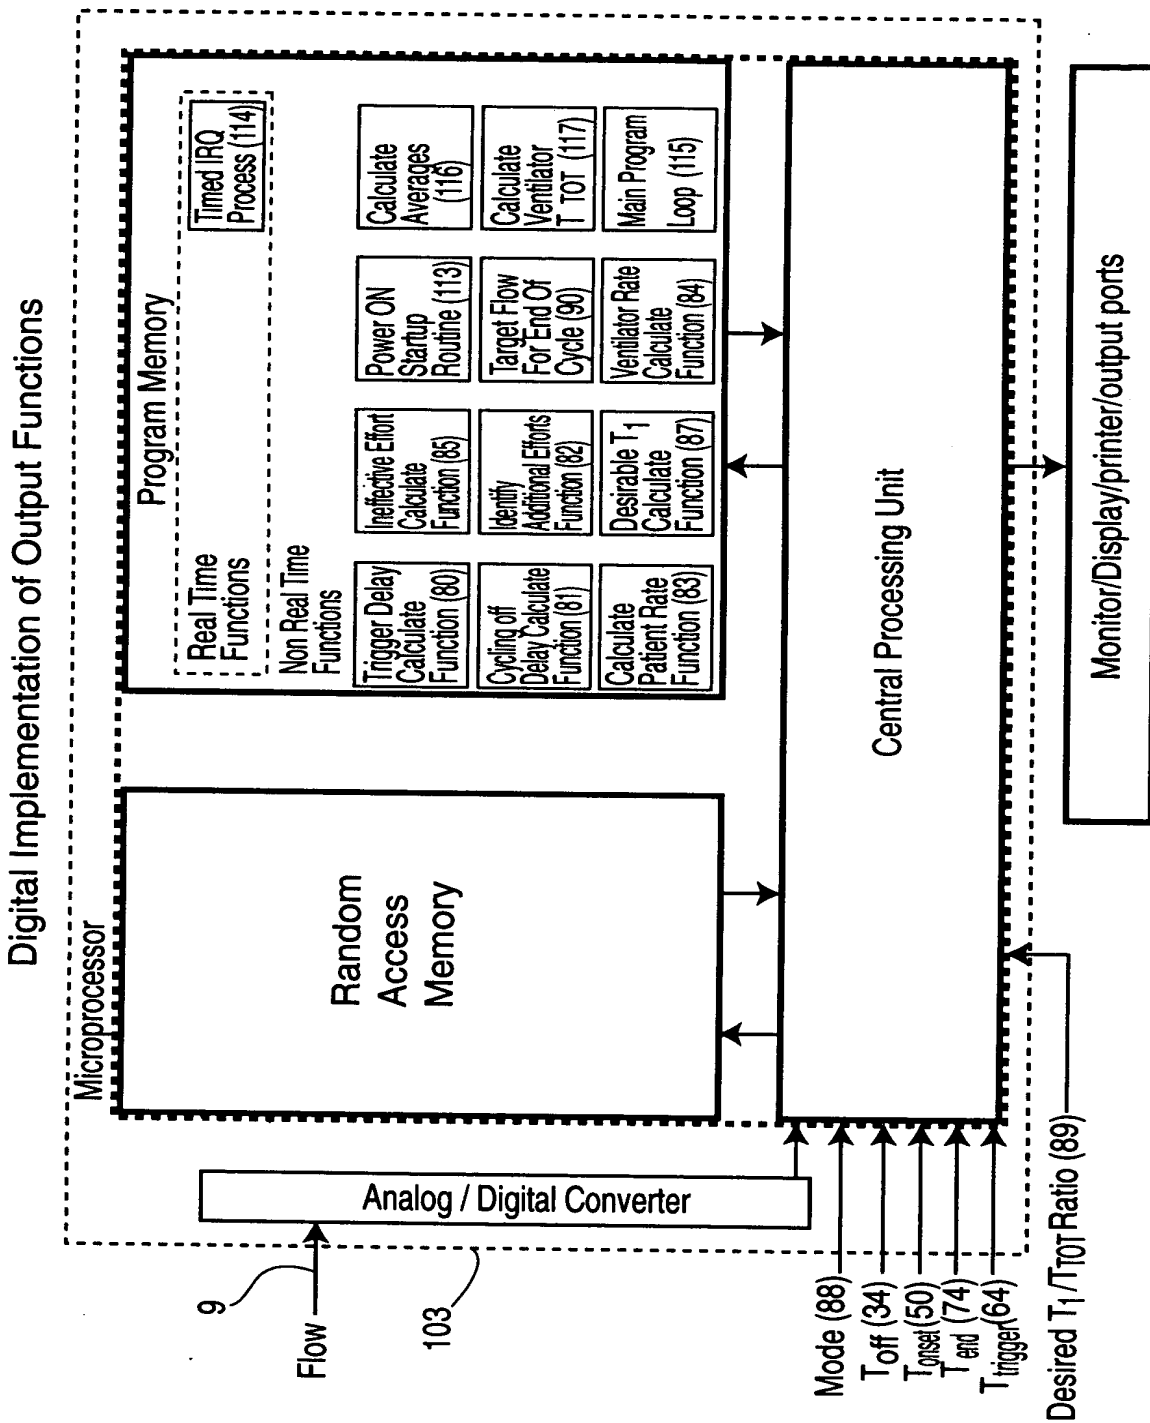 Digital Implementation of Output Functions
Microprocessor
Random
Access
Memory
Program Memory
Real Time
Functions
Timed IRQ
Process (114)
Non Real Time
Functions
Trigger Delay
Calculate
Function (80)
Ineffective Effort
Calculate
Function (85)
Power ON
Startup
Routine (113)
Calculate
Averages
(116)
Cycling off
Delay Calculate
Function (81)
Identify
Additional Efforts
Function (82)
Target Flow
For End Of
Cycle (90)
Calculate
Ventilator
T TOT (117)
Calculate
Patient Rate
Function (83)
Desirable T1
Calculate
Function (87)
Ventilator Rate
Calculate
Function (84)
Main Program
Loop (115)
9
Flow
Analog / Digital Converter
103
Central Processing Unit
Mode (88)
Toff (34)
Tonset (50)
Tend (74)
Ttrigger (64)
Desired T1/TTOT Ratio (89)
Monitor/Display/printer/output ports